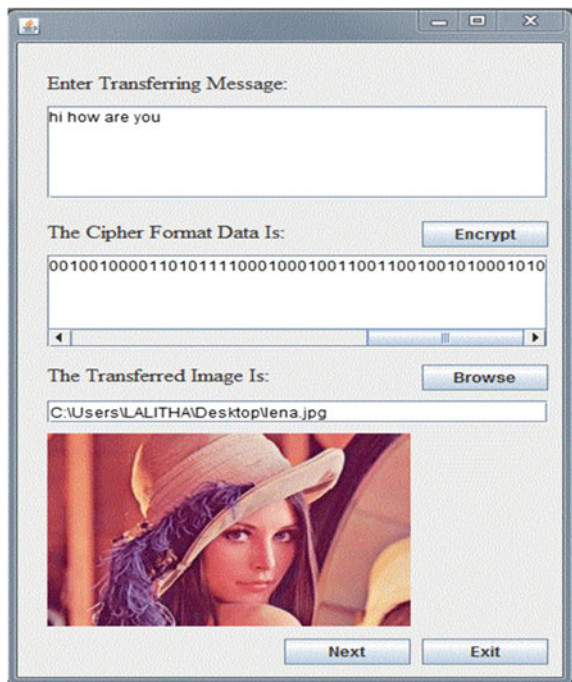 Enter Transferring Message:
hi how are you
The Cipher Format Data Is:
Encrypt
00100100001101011110001000100110011001001010001010
The Transferred Image Is:
Browse
C:\Users\LALITHA\Desktop\lena.jpg
Next
Exit